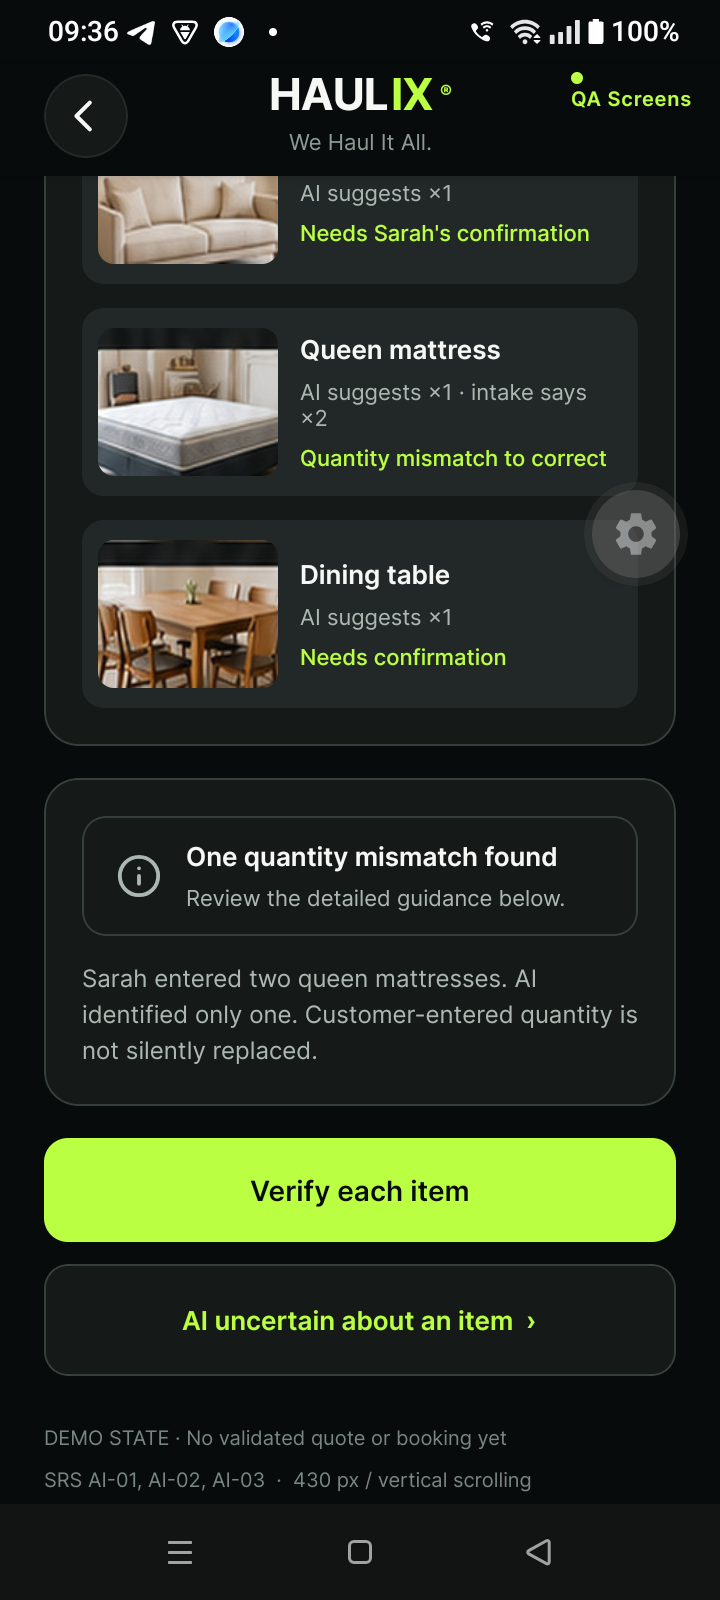 09:36
100%
HAULIX ®
We Haul It All.
QA Screens
AI suggests ×1
Needs Sarah's confirmation
Queen mattress
AI suggests ×1 · intake says
×2
Quantity mismatch to correct
Dining table
AI suggests ×1
Needs confirmation
One quantity mismatch found
Review the detailed guidance below.
Sarah entered two queen mattresses. AI
identified only one. Customer-entered quantity is
not silently replaced.
Verify each item
AI uncertain about an item ›
DEMO STATE · No validated quote or booking yet
SRS AI-01, AI-02, AI-03 · 430 px / vertical scrolling